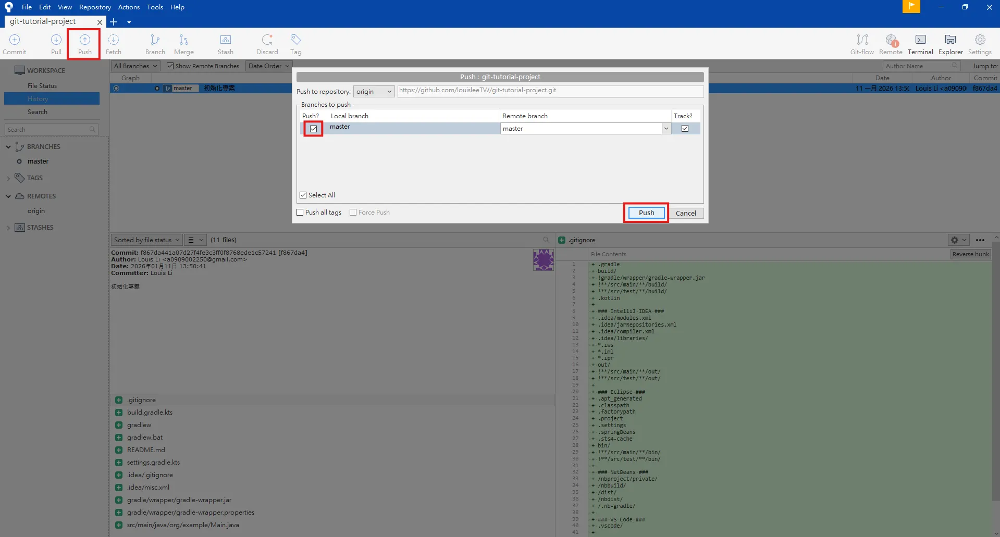 File Edit View Repository Actions Tools Help
git-tutorial-project
Commit Pull Push Fetch Branch Merge Stash Discard Tag Git-flow Remote Terminal Explorer Settings
WORKSPACE
File Status
History
Search
Search
BRANCHES
master
TAGS
REMOTES
origin
STASHES
All Branches Show Remote Branches Date Order Author Name Jump to:
Graph Date Author Commit
master 初始化專案 11 一月 2026 13:5( Louis Li <a09090 f867da4
Push : git-tutorial-project
Push to repository: origin https://github.com/louisleeTW/git-tutorial-project.git
Branches to push
Push? Local branch Remote branch Track?
master master
Select All
Push all tags Force Push Push Cancel
Sorted by file status (11 files)
Commit: f867da441a07d27f4fe3c3ff0f8768ede1c57241 [f867da4]
Author: Louis Li <a0909002250@gmail.com>
Date: 2026年01月11日 13:50:41
Committer: Louis Li
初始化專案
.gitignore
build.gradle.kts
gradlew
gradlew.bat
README.md
settings.gradle.kts
.idea/.gitignore
.idea/misc.xml
gradle/wrapper/gradle-wrapper.jar
gradle/wrapper/gradle-wrapper.properties
src/main/java/org/example/Main.java
.gitignore
File Contents Reverse hunk
1 + .gradle
2 + build/
3 + !gradle/wrapper/gradle-wrapper.jar
4 + !**/src/main/**/build/
5 + !**/src/test/**/build/
6 + .kotlin
7 +
8 + ### IntelliJ IDEA ###
9 + .idea/modules.xml
10 + .idea/jarRepositories.xml
11 + .idea/compiler.xml
12 + .idea/libraries/
13 + *.iws
14 + *.iml
15 + *.ipr
16 + out/
17 + !**/src/main/**/out/
18 + !**/src/test/**/out/
19 +
20 + ### Eclipse ###
21 + .apt_generated
22 + .classpath
23 + .factorypath
24 + .project
25 + .settings
26 + .springBeans
27 + .sts4-cache
28 + bin/
29 + !**/src/main/**/bin/
30 + !**/src/test/**/bin/
31 +
32 + ### NetBeans ###
33 + /nbproject/private/
34 + /nbbuild/
35 + /dist/
36 + /nbdist/
37 + /.nb-gradle/
38 +
39 + ### VS Code ###
40 + .vscode/
41 +